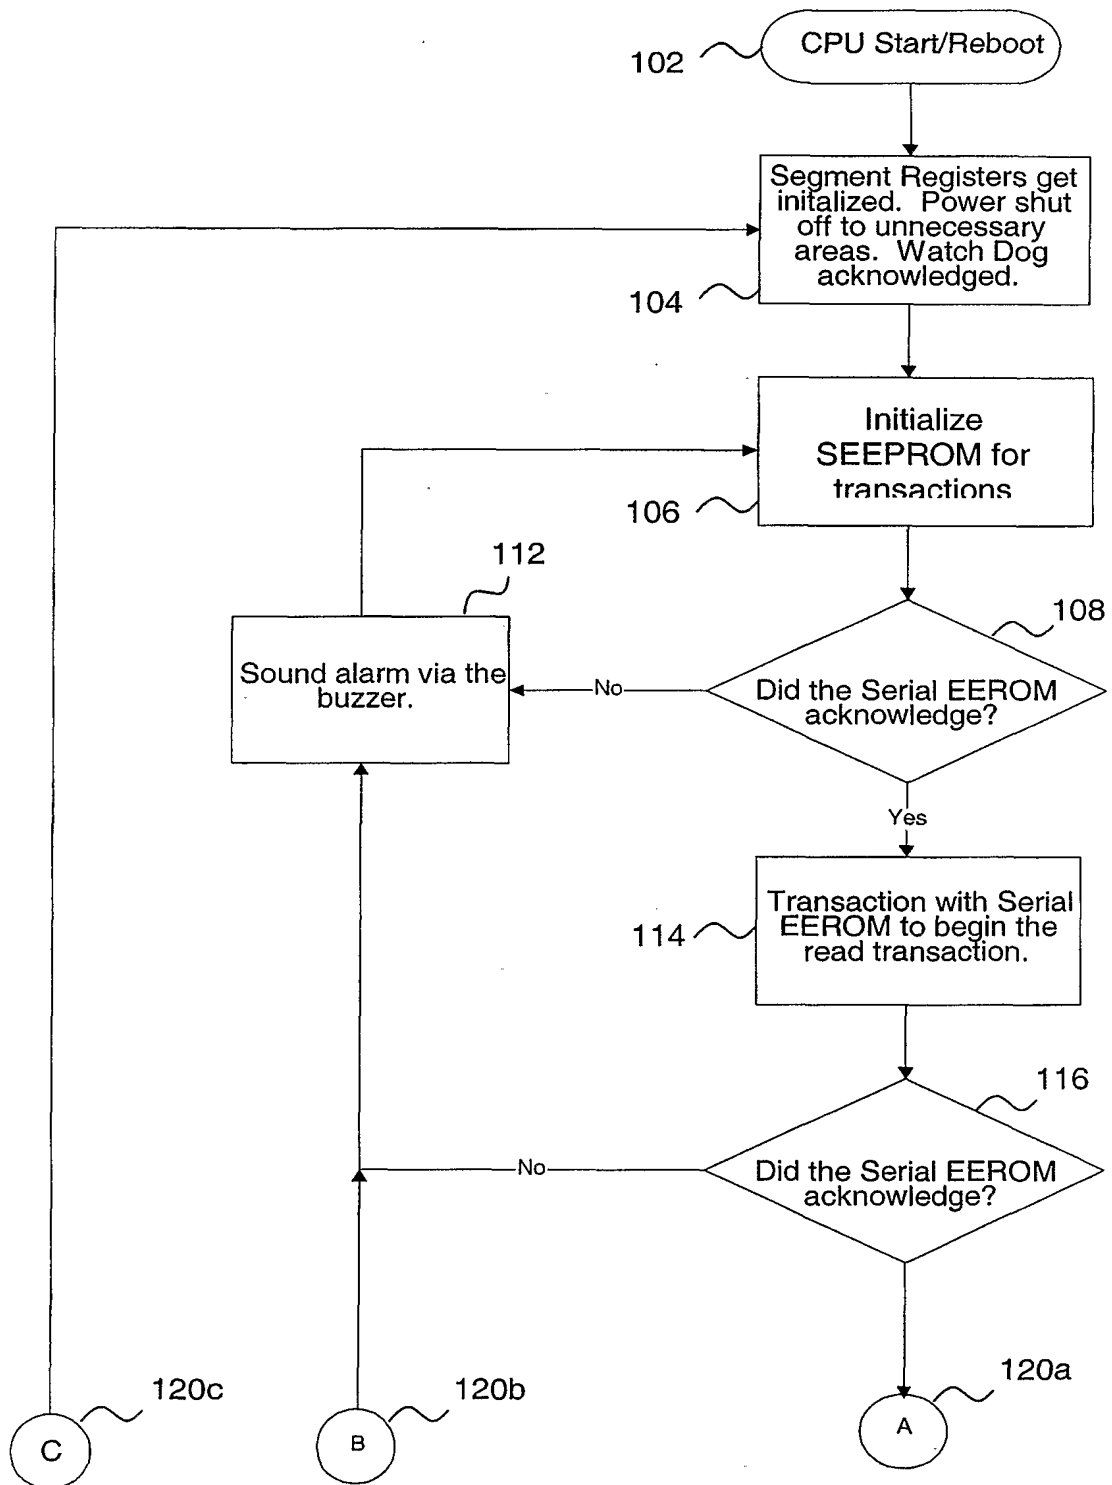 CPU Start/Reboot
102
Segment Registers get
initalized. Power shut
off to unnecessary
areas. Watch Dog
acknowledged.
104
Initialize
SEEPROM for
transactions
106
112
108
Sound alarm via the
buzzer.
No
Did the Serial EEROM
acknowledge?
Yes
Transaction with Serial
EEROM to begin the
read transaction.
114
116
No
Did the Serial EEROM
acknowledge?
120c
120b
120a
C
B
A